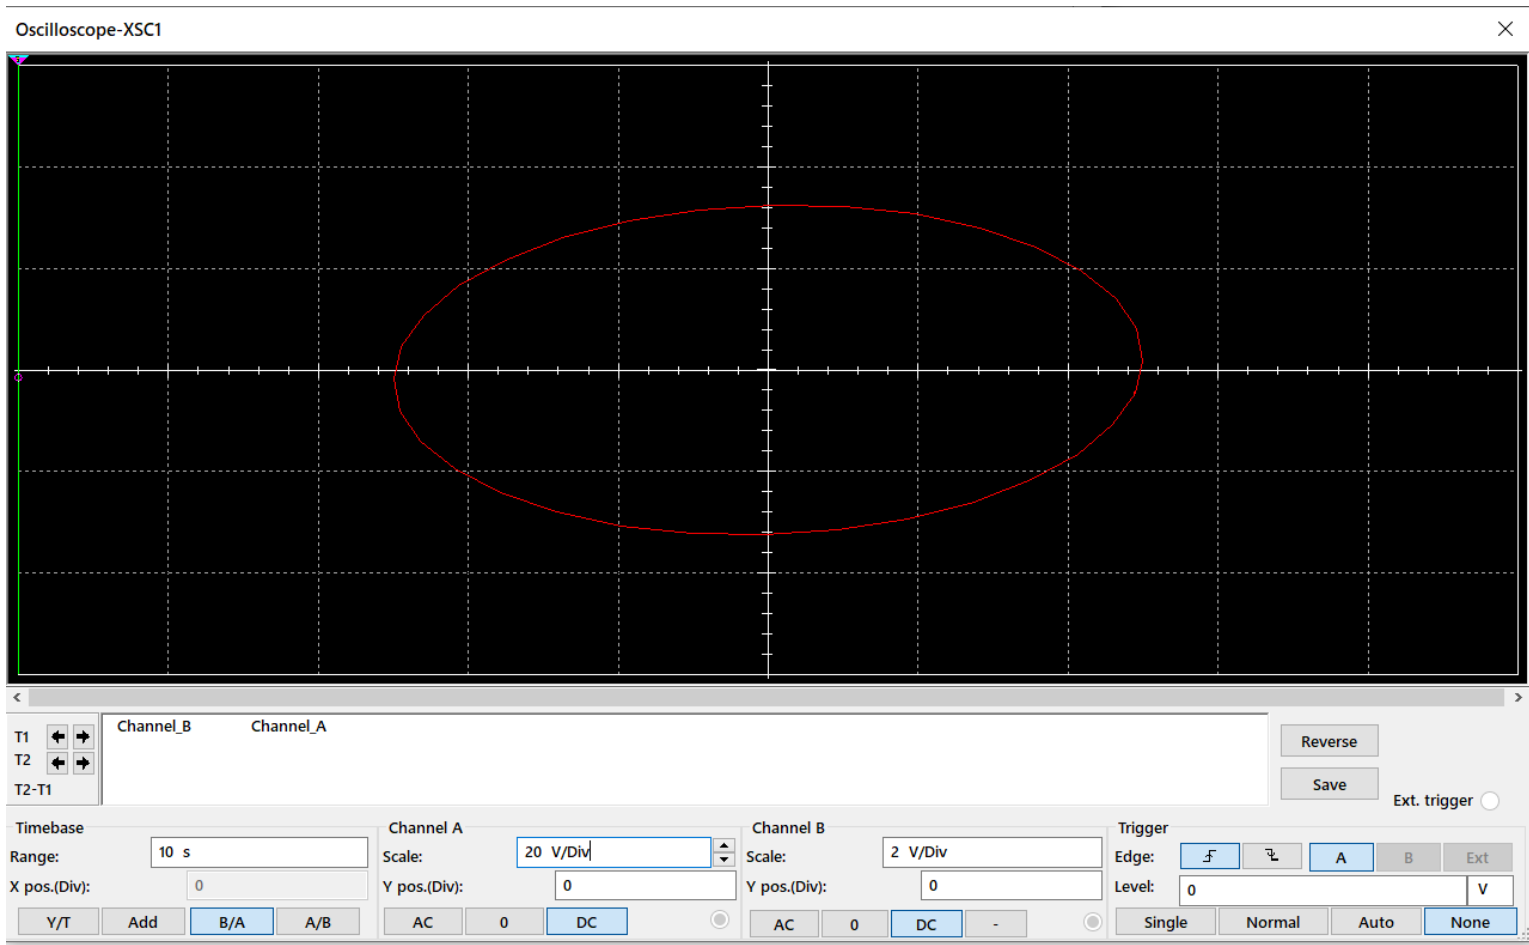 Oscilloscope-XSC1
Channel_B Channel_A
T1
T2
T2-T1
Reverse
Save
Ext. trigger
Timebase
Range: 10 s
X pos.(Div): 0
Y/T Add B/A A/B
Channel A
Scale: 20 V/Div
Y pos.(Div): 0
AC 0 DC
Channel B
Scale: 2 V/Div
Y pos.(Div): 0
AC 0 DC -
Trigger
Edge: A B Ext
Level: 0 V
Single Normal Auto None